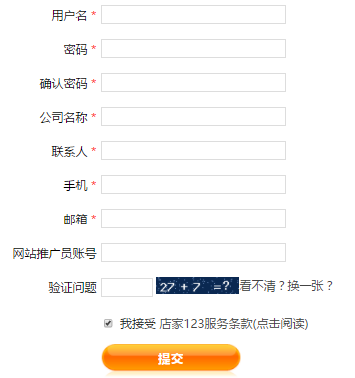 用户名 *
密码 *
确认密码 *
公司名称 *
联系人 *
手机 *
邮箱 *
网站推广员账号
验证问题 27 + 7 =? 看不清？换一张？
我接受 店家123服务条款(点击阅读)
提交